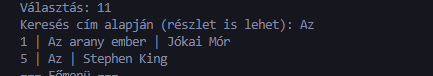 Választás: 11
Keresés cím alapján (részlet is lehet): Az
1 | Az arany ember | Jókai Mór
5 | Az | Stephen King
=== Főmenü ===